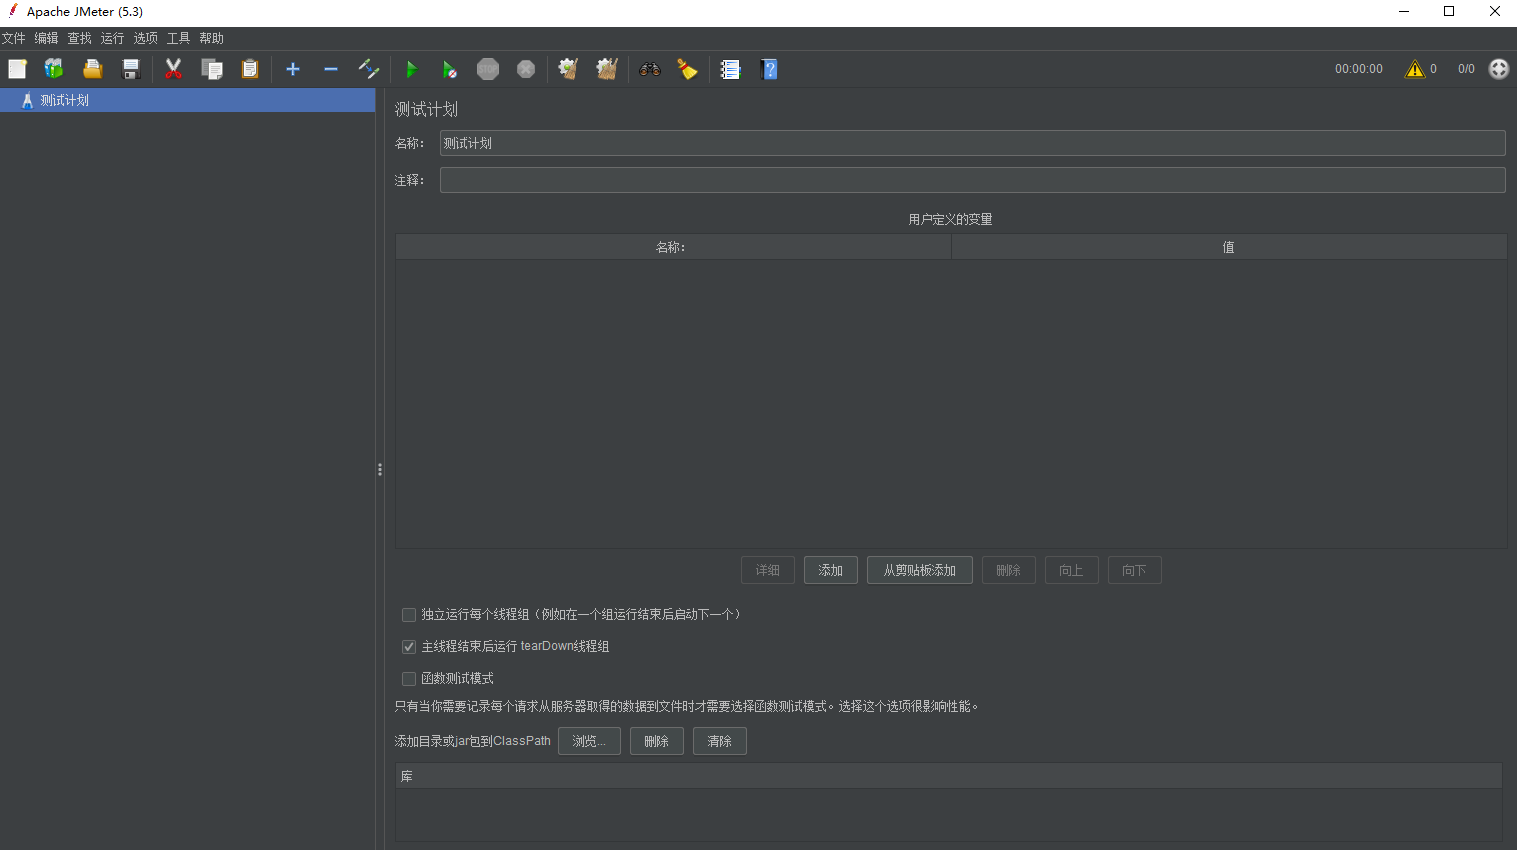 Apache JMeter (5.3)
文件 编辑 查找 运行 选项 工具 帮助
STOP
00:00:00 0 0/0
测试计划
测试计划
名称： 测试计划
注释：
用户定义的变量
名称: 值
详细 添加 从剪贴板添加 删除 向上 向下
独立运行每个线程组（例如在一个组运行结束后启动下一个）
主线程结束后运行 tearDown线程组
函数测试模式
只有当你需要记录每个请求从服务器取得的数据到文件时才需要选择函数测试模式。选择这个选项很影响性能。
添加目录或jar包到ClassPath 浏览... 删除 清除
库